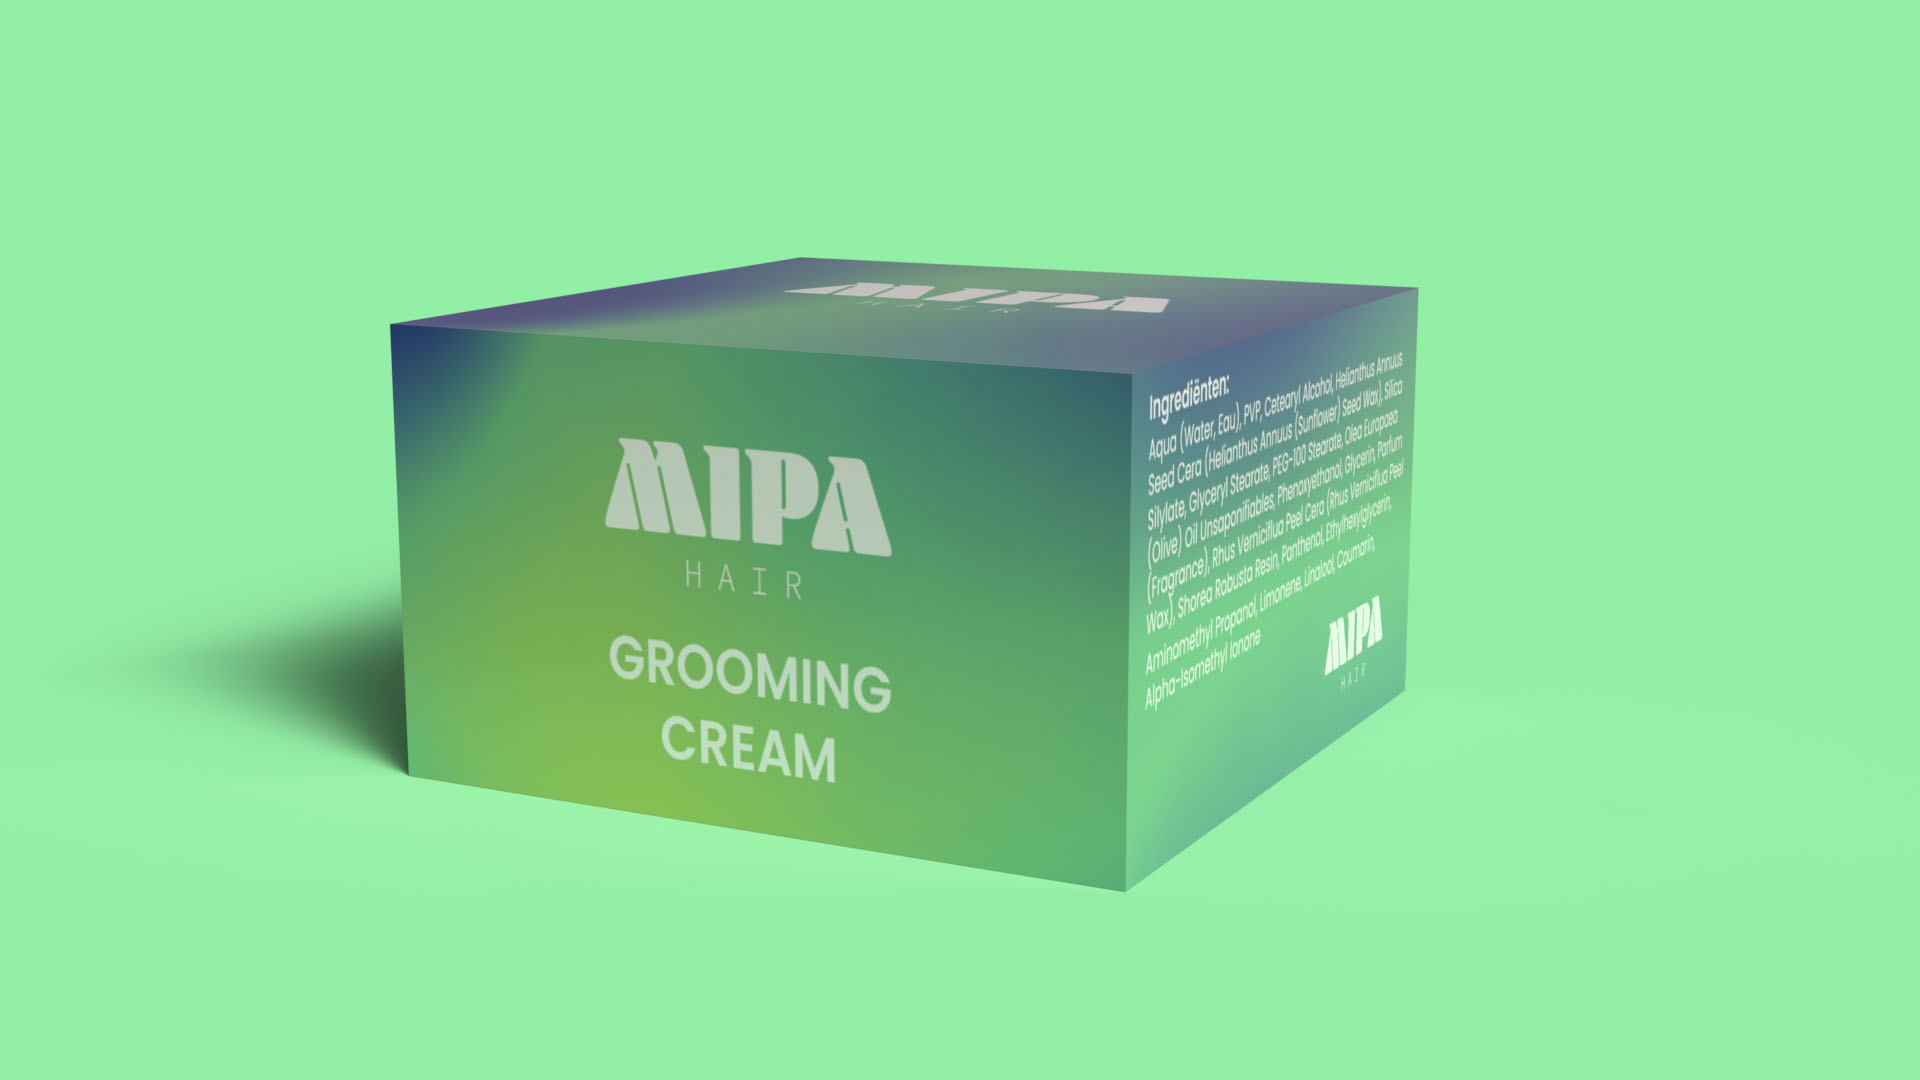 MIPA
HAIR
MIPA
HAIR
GROOMING
CREAM
Ingrediënten:
Aqua (Water, Eau), PVP, Cetearyl Alcohol, Helianthus Annuus
Seed Cera (Helianthus Annuus (Sunflower) Seed Wax), Silica
Silylate, Glyceryl Stearate, PEG-100 Stearate, Olea Europaea
(Olive) Oil Unsaponifiables, Phenoxyethanol, Glycerin, Parfum
(Fragrance), Rhus Verniciflua Peel Cera (Rhus Verniciflua Peel
Wax), Shorea Robusta Resin, Panthenol, Ethylhexylglycerin,
Aminomethyl Propanol, Limonene, Linalool, Coumarin,
Alpha-Isomethyl Ionone
MIPA
HAIR